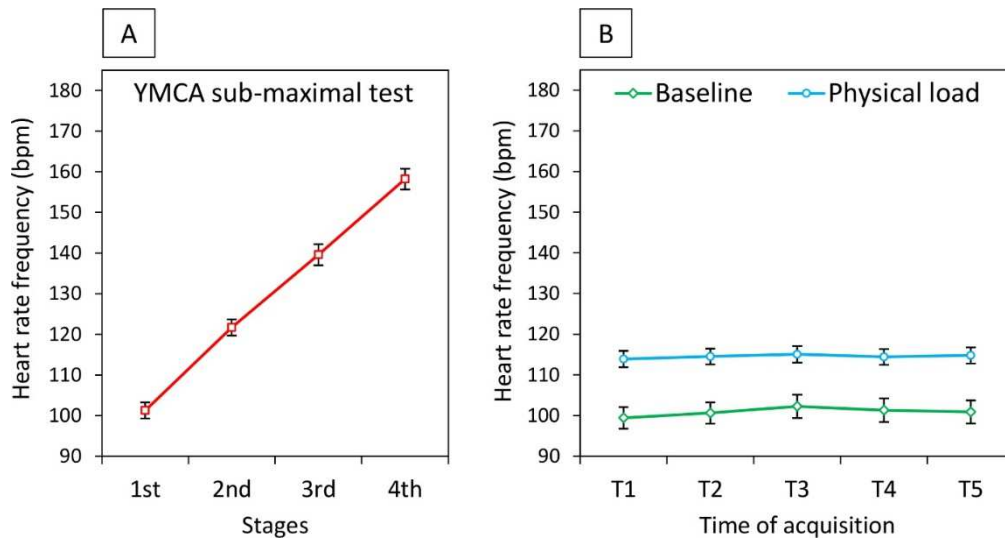 A
YMCA sub-maximal test
180
170
160
150
140
130
120
110
100
90
Heart rate frequency (bpm)
1st 2nd 3rd 4th
Stages
B
Baseline Physical load
180
170
160
150
140
130
120
110
100
90
Heart rate frequency (bpm)
T1 T2 T3 T4 T5
Time of acquisition